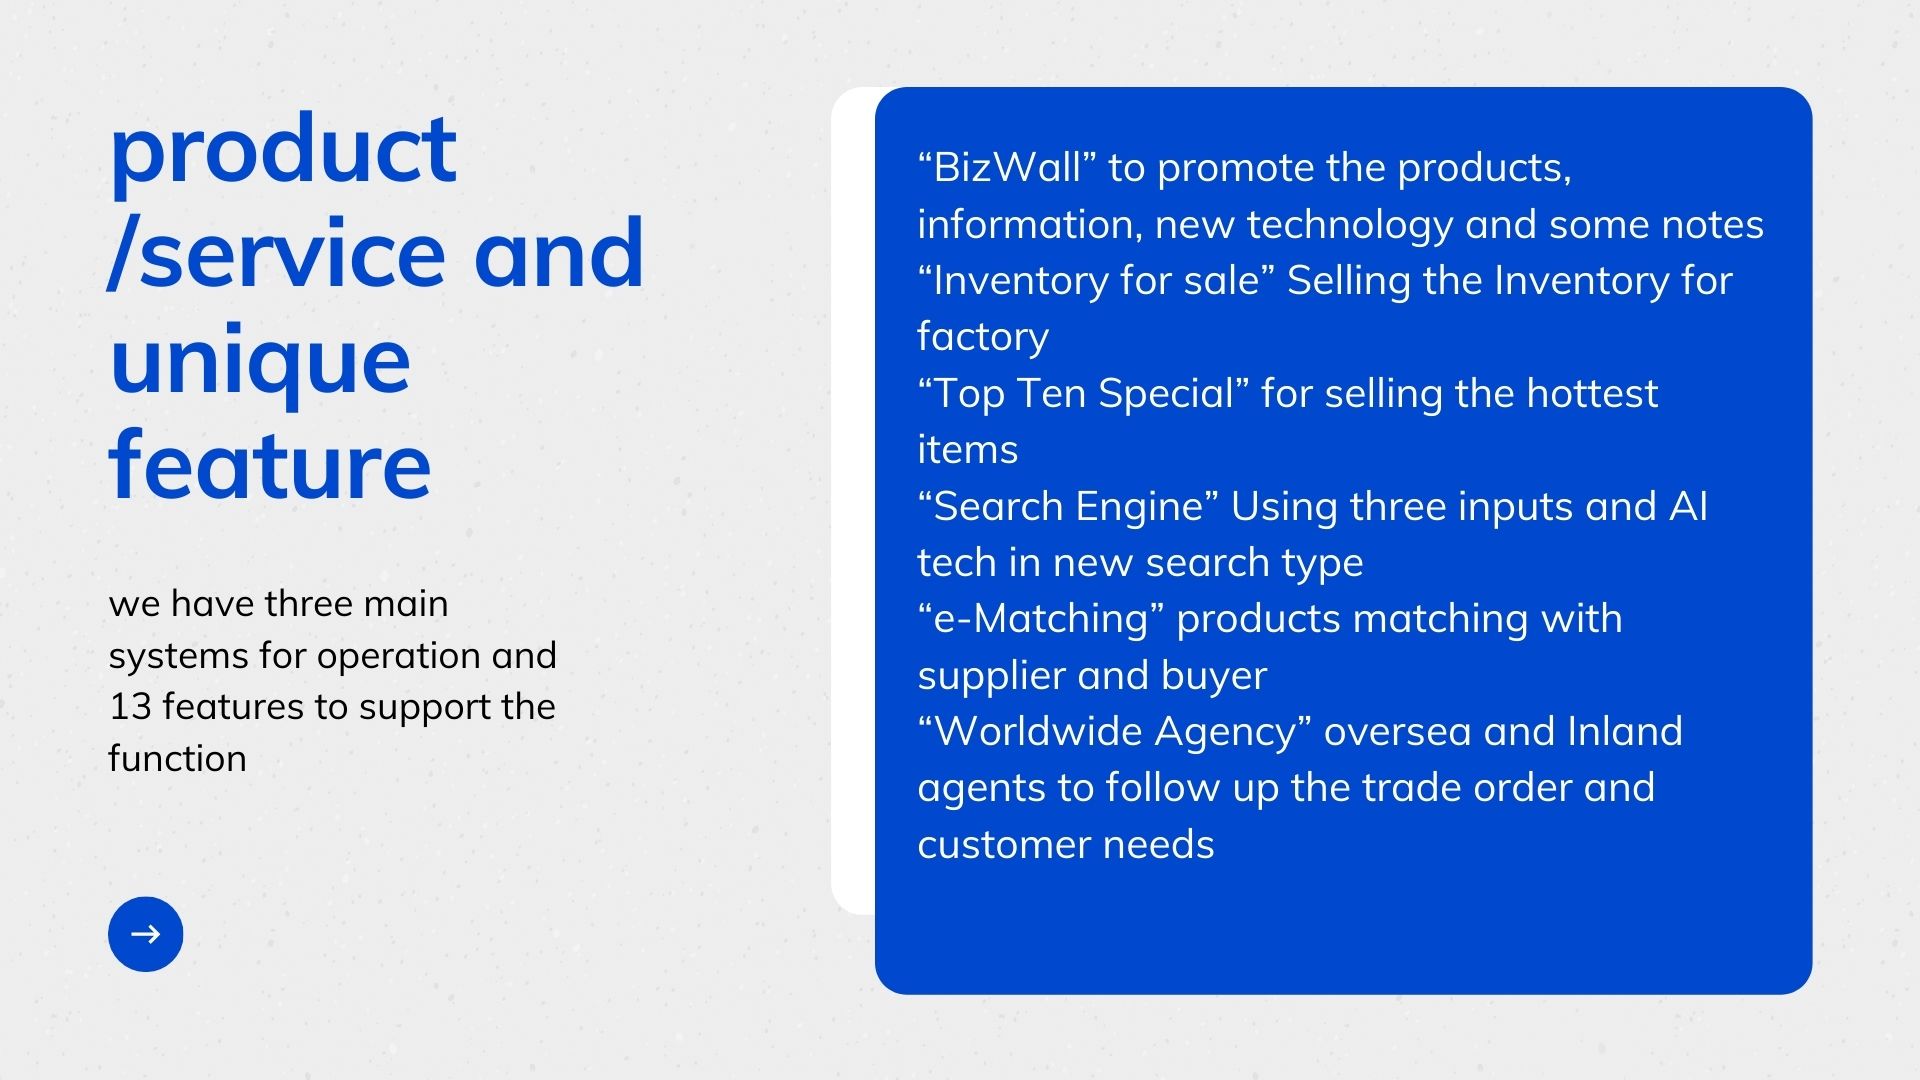 product
/service and
unique
feature
we have three main
systems for operation and
13 features to support the
function
“BizWall” to promote the products,
information, new technology and some notes
“Inventory for sale” Selling the Inventory for
factory
“Top Ten Special” for selling the hottest
items
“Search Engine” Using three inputs and AI
tech in new search type
“e-Matching” products matching with
supplier and buyer
“Worldwide Agency” oversea and Inland
agents to follow up the trade order and
customer needs